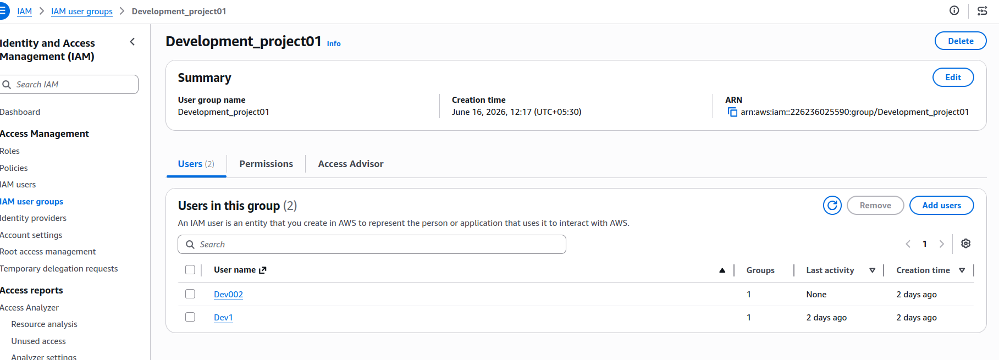 IAM > IAM user groups > Development_project01
Identity and Access
Management (IAM)
Search IAM
Dashboard
Access Management
Roles
Policies
IAM users
IAM user groups
Identity providers
Account settings
Root access management
Temporary delegation requests
Access reports
Access Analyzer
Resource analysis
Unused access
Analyzer settings
Development_project01 Info
Delete
Summary
Edit
User group name
Development_project01
Creation time
June 16, 2026, 12:17 (UTC+05:30)
ARN
arn:aws:iam::226236025590:group/Development_project01
Users (2)
Permissions
Access Advisor
Users in this group (2)
Remove
Add users
An IAM user is an entity that you create in AWS to represent the person or application that uses it to interact with AWS.
Search
1
User name Groups Last activity Creation time
Dev002 1 None 2 days ago
Dev1 1 2 days ago 2 days ago